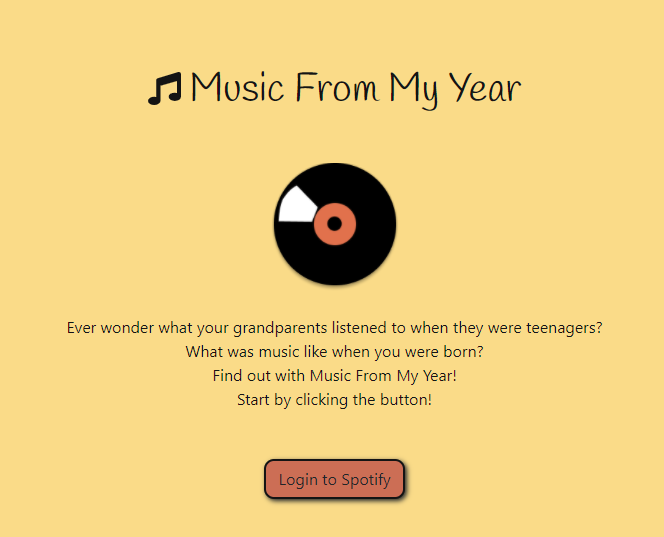 Music From My Year
Ever wonder what your grandparents listened to when they were teenagers?
What was music like when you were born?
Find out with Music From My Year!
Start by clicking the button!
Login to Spotify